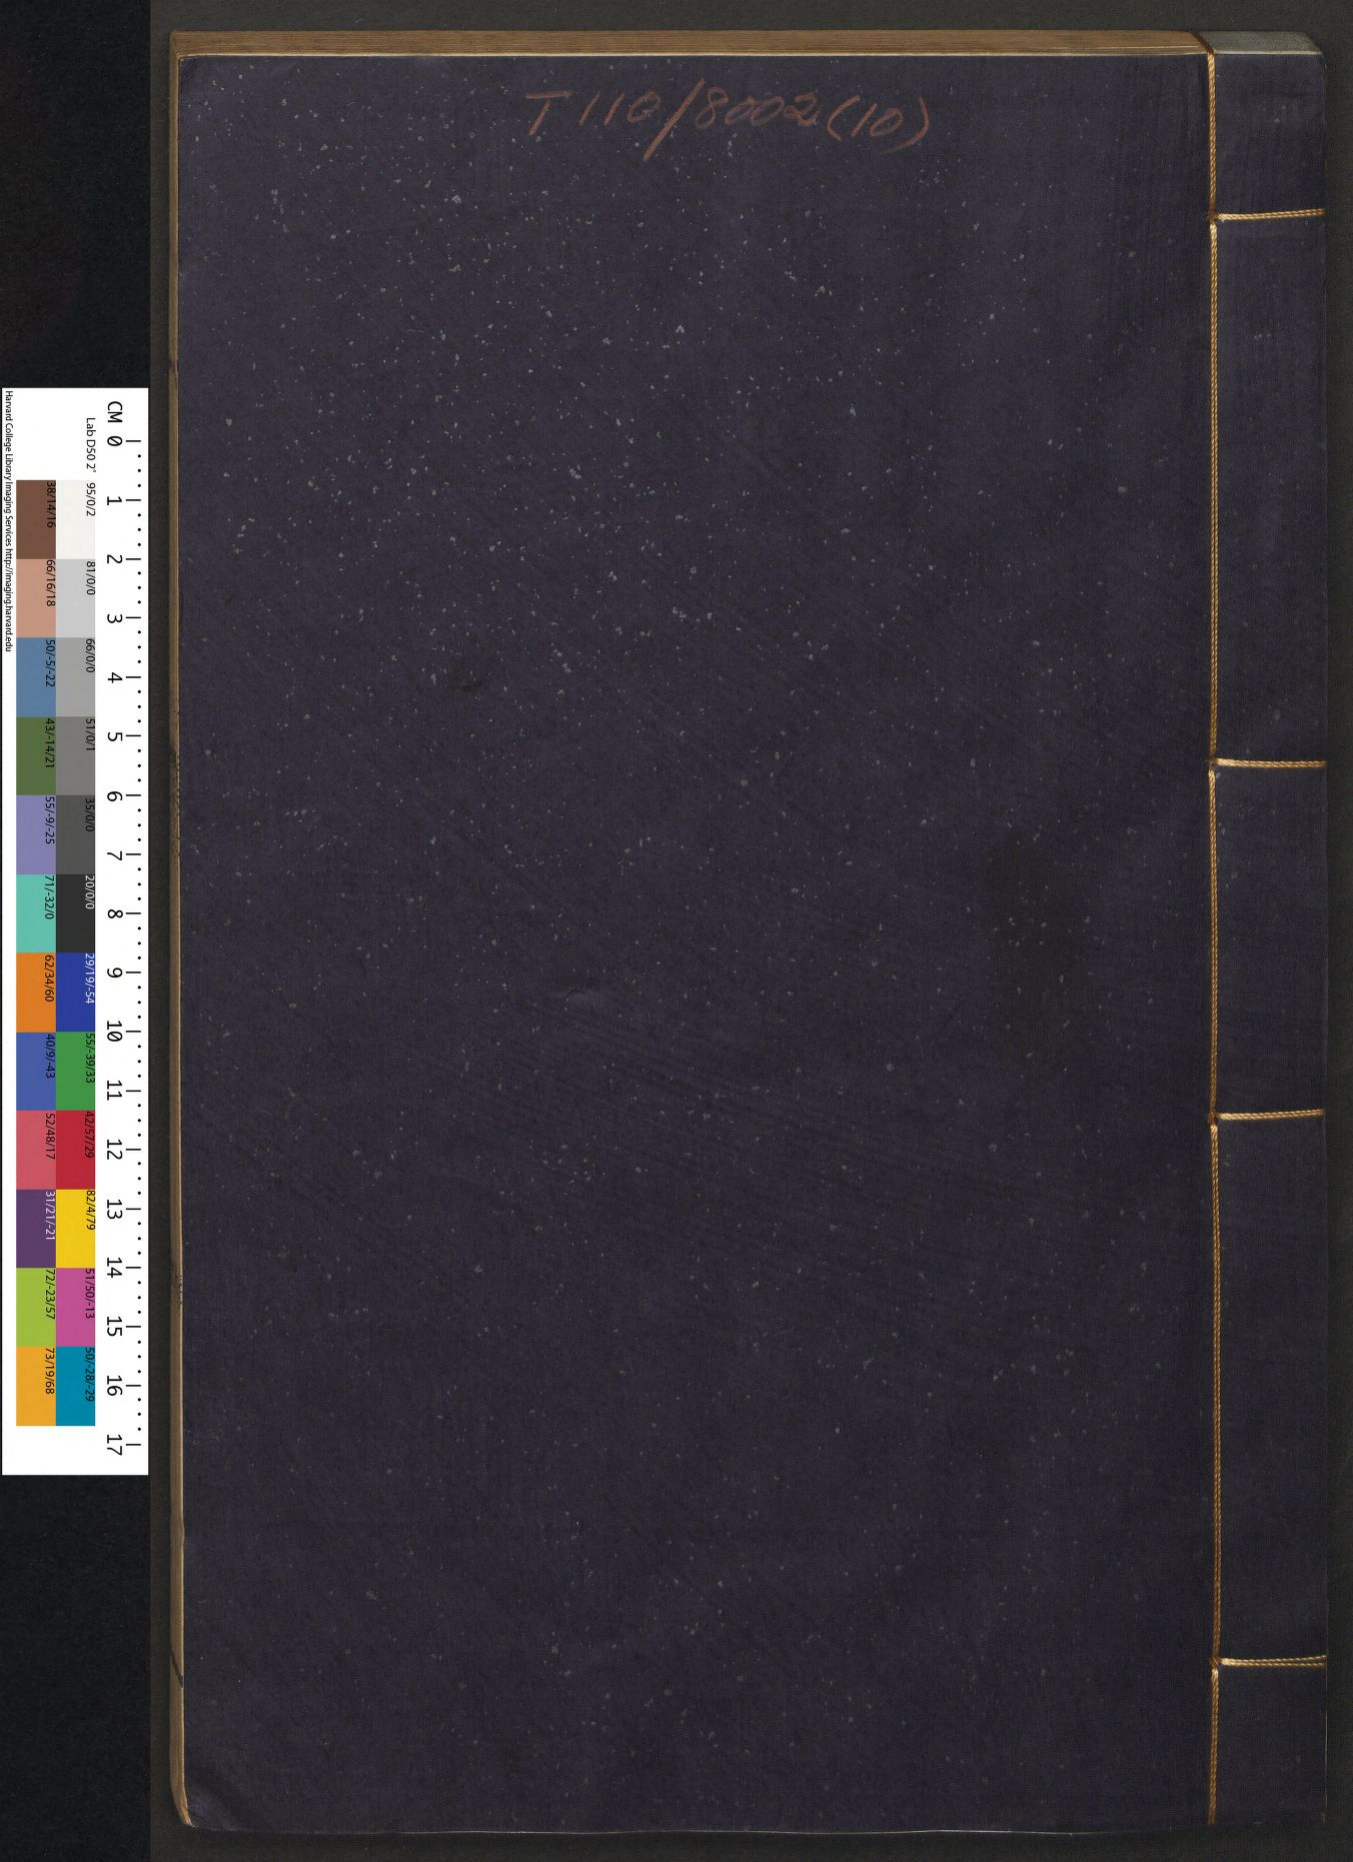 T 110/8002(10)
CM 0 1 2 3 4 5 6 7 8 9 10 11 12 13 14 15 16 17
Lab D50 2° 95/0/2 81/0/0 66/0/0 51/0/1 35/0/0 20/0/0 29/19/-54 55/-39/33 42/57/29 82/4/79 51/50/-13 50/-28/-29
38/14/16 66/16/18 50/-5/-22 43/-14/21 55/-9/-25 71/-32/0 62/34/60 40/9/-43 52/48/17 31/21/-21 72/-23/57 73/19/68
Harvard College Library Imaging Services http://imaging.harvard.edu